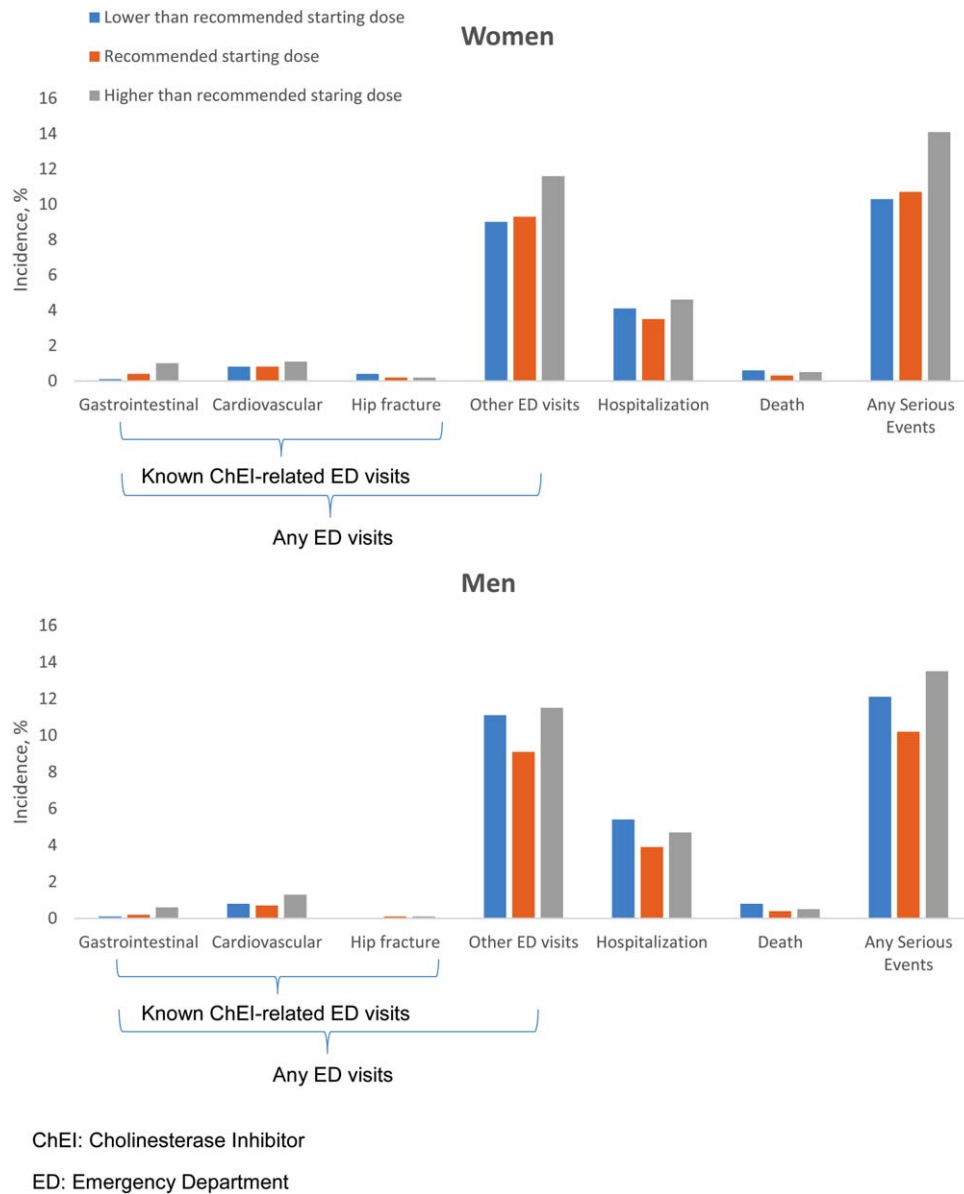 Lower than recommended starting dose
Women
Recommended starting dose
Higher than recommended staring dose
16
14
12
10
8
6
4
2
0
Incidence, %
Gastrointestinal Cardiovascular Hip fracture Other ED visits Hospitalization Death Any Serious
Events
Known ChEI-related ED visits
Any ED visits
Men
16
14
12
10
8
6
4
2
0
Incidence, %
Gastrointestinal Cardiovascular Hip fracture Other ED visits Hospitalization Death Any Serious
Events
Known ChEI-related ED visits
Any ED visits
ChEI: Cholinesterase Inhibitor
ED: Emergency Department